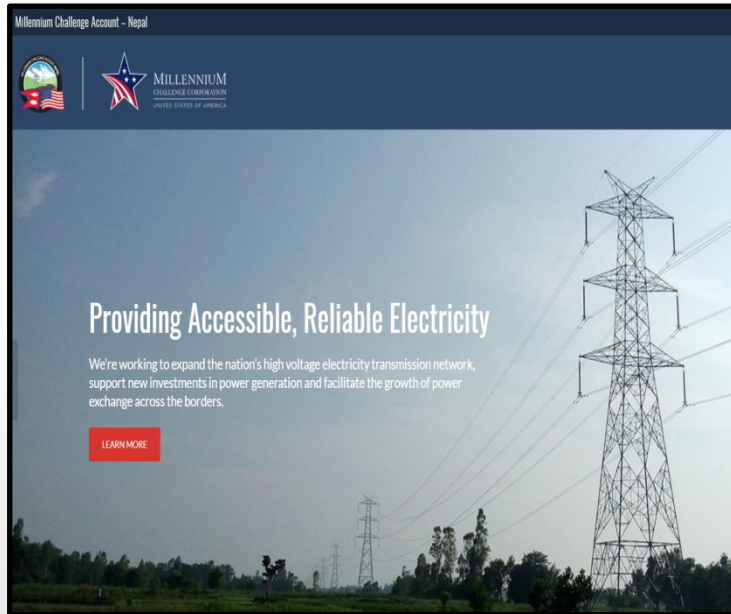 Millennium Challenge Account – Nepal
MILLENNIUM
CHALLENGE CORPORATION
UNITED STATES OF AMERICA
Providing Accessible, Reliable Electricity
We're working to expand the nation's high voltage electricity transmission network,
support new investments in power generation and facilitate the growth of power
exchange across the borders.
LEARN MORE